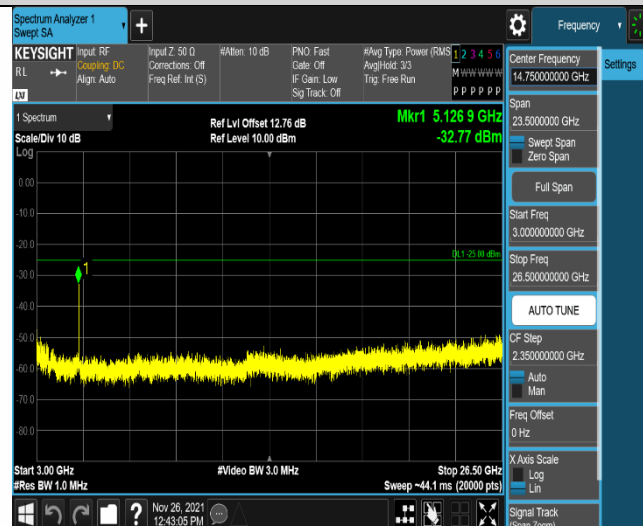 Spectrum Analyzer 1
Swept SA
+
Frequency
KEYSIGHT
RL
LXI
Input: RF
Coupling: DC
Align: Auto
Input Z: 50 Ω
Corrections: Off
Freq Ref: Int (S)
#Atten: 10 dB
PNO: Fast
Gate: Off
IF Gain: Low
Sig Track: Off
#Avg Type: Power (RMS
Avg|Hold: 3/3
Trig: Free Run
1 2 3 4 5 6
M W W W W W
P P P P P P
1 Spectrum
Scale/Div 10 dB
Log
Ref Lvl Offset 12.76 dB
Ref Level 10.00 dBm
Mkr1 5.126 9 GHz
-32.77 dBm
0.00
-10.0
-20.0
-30.0
-40.0
-50.0
-60.0
-70.0
-80.0
DL1 -25.00 dBm
1
Start 3.00 GHz
#Res BW 1.0 MHz
#Video BW 3.0 MHz
Stop 26.50 GHz
Sweep ~44.1 ms (20000 pts)
Nov 26, 2021
12:43:05 PM
?
Center Frequency
14.750000000 GHz
Settings
Span
23.5000000 GHz
Swept Span
Zero Span
Full Span
Start Freq
3.000000000 GHz
Stop Freq
26.500000000 GHz
AUTO TUNE
CF Step
2.350000000 GHz
Auto
Man
Freq Offset
0 Hz
X Axis Scale
Log
Lin
Signal Track
(Span Zoom)